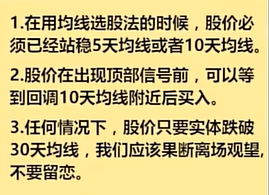 1.在用均线选股法的时候，股价必
须已经站稳5天均线或者10天均线。
2.股价在出现顶部信号前，可以等
到回调10天均线附近后买入。
3.任何情况下，股价只要实体跌破
30天均线，我们应该果断离场观望,
不要留恋。